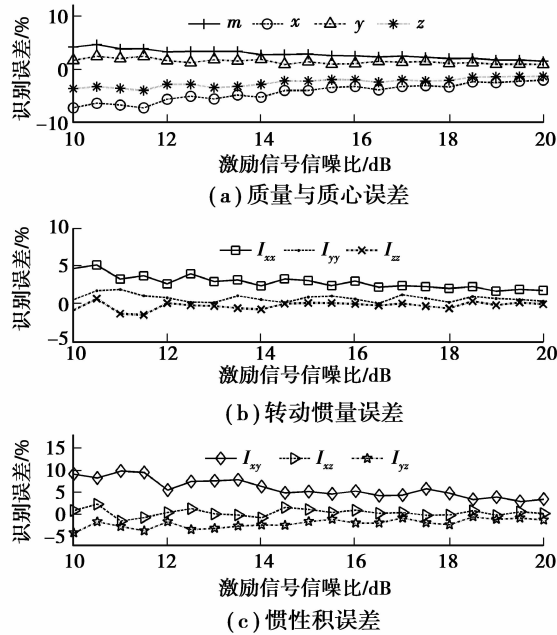 m x y z
10
0
-10
识别误差/%
10 12 14 16 18 20
激励信号信噪比/dB
(a)质量与质心误差
10
5
0
-5
识别误差/%
Ixx Iyy Izz
10 12 14 16 18 20
激励信号信噪比/dB
(b)转动惯量误差
15
10
5
0
-5
识别误差/%
Ixy Ixz Iyz
10 12 14 16 18 20
激励信号信噪比/dB
(c)惯性积误差